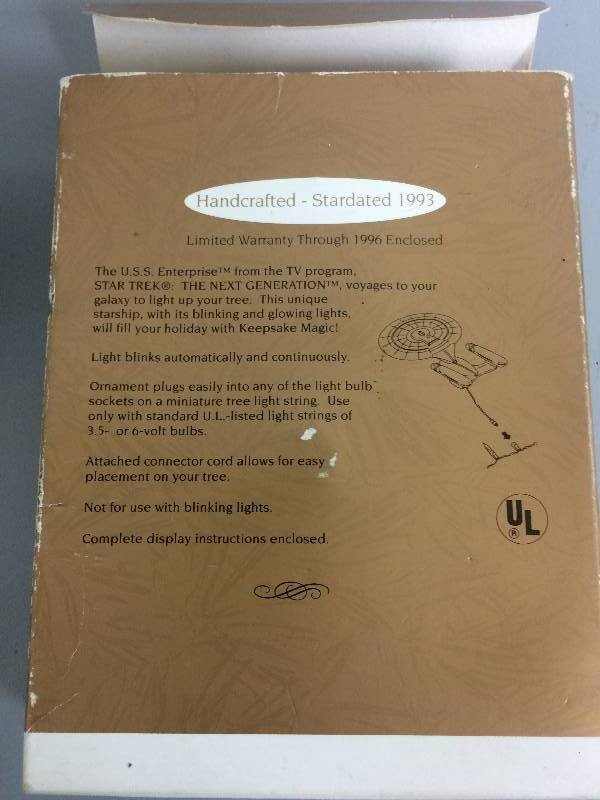 Handcrafted - Stardated 1993
Limited Warranty Through 1996 Enclosed
The U.S.S. Enterprise™ from the TV program,
STAR TREK®: THE NEXT GENERATION™, voyages to your
galaxy to light up your tree. This unique
starship, with its blinking and glowing lights,
will fill your holiday with Keepsake Magic!
Light blinks automatically and continuously.
Ornament plugs easily into any of the light bulb
sockets on a miniature tree light string. Use
only with standard U.L.-listed light strings of
3.5- or 6-volt bulbs.
Attached connector cord allows for easy
placement on your tree.
Not for use with blinking lights.
Complete display instructions enclosed.
UL®